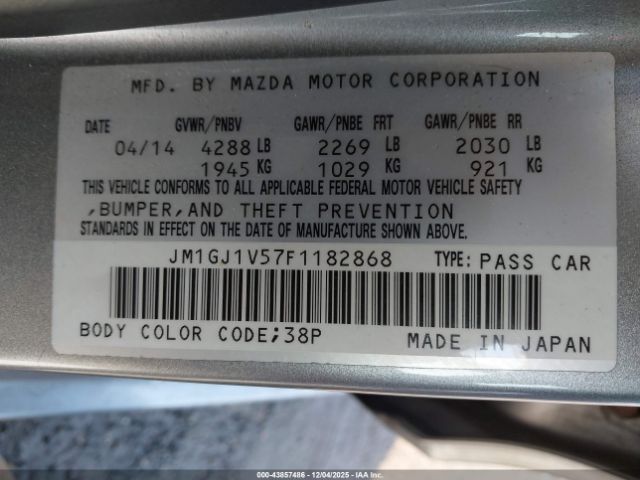 MFD. BY MAZDA MOTOR CORPORATION
DATE GVWR/PNBV GAWR/PNBE FRT GAWR/PNBE RR
04/14 4288 LB 2269 LB 2030 LB
1945 KG 1029 KG 921 KG
THIS VEHICLE CONFORMS TO ALL APPLICABLE FEDERAL MOTOR VEHICLE SAFETY
,BUMPER,AND THEFT PREVENTION
STANDARDS IN EFFECT ON THE DATE OF MANUFACTURE SHOWN ABOVE.
JM1GJ1V57F1182868 TYPE: PASS CAR
BODY COLOR CODE;38P MADE IN JAPAN
000-43857486 - 12/04/2025 - IAA Inc.